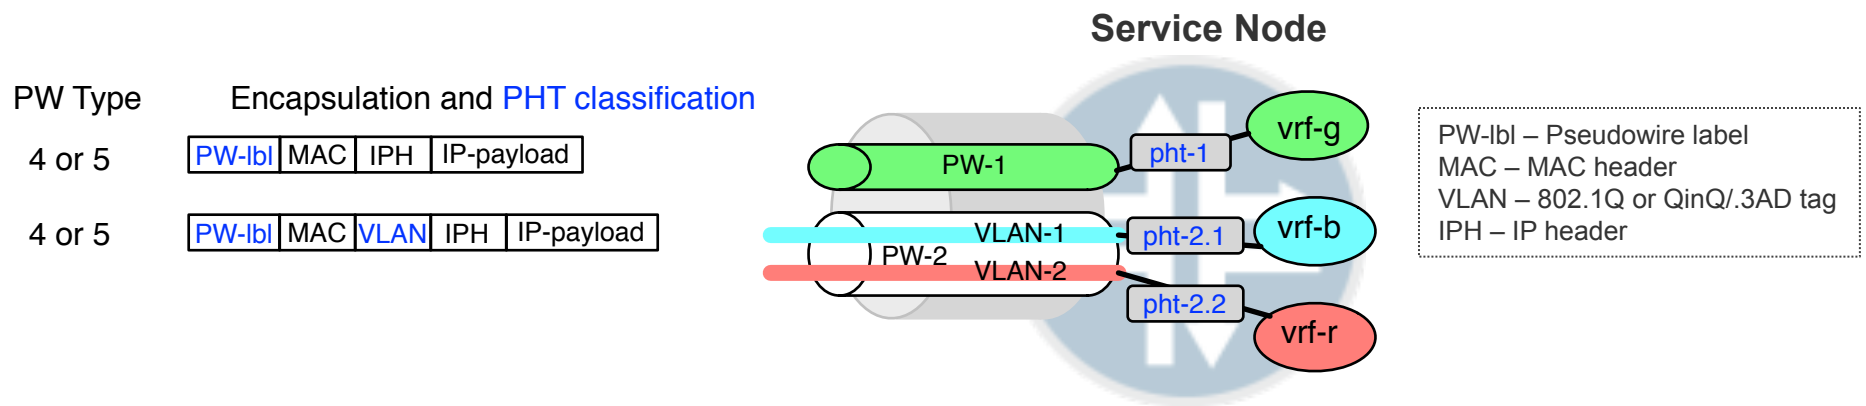 Service Node
PW Type Encapsulation and PHT classification
4 or 5 PW-lbl MAC IPH IP-payload
4 or 5 PW-lbl MAC VLAN IPH IP-payload
PW-1 pht-1 vrf-g
VLAN-1 pht-2.1 vrf-b
PW-2
VLAN-2 pht-2.2 vrf-r
PW-lbl – Pseudowire label
MAC – MAC header
VLAN – 802.1Q or QinQ/.3AD tag
IPH – IP header